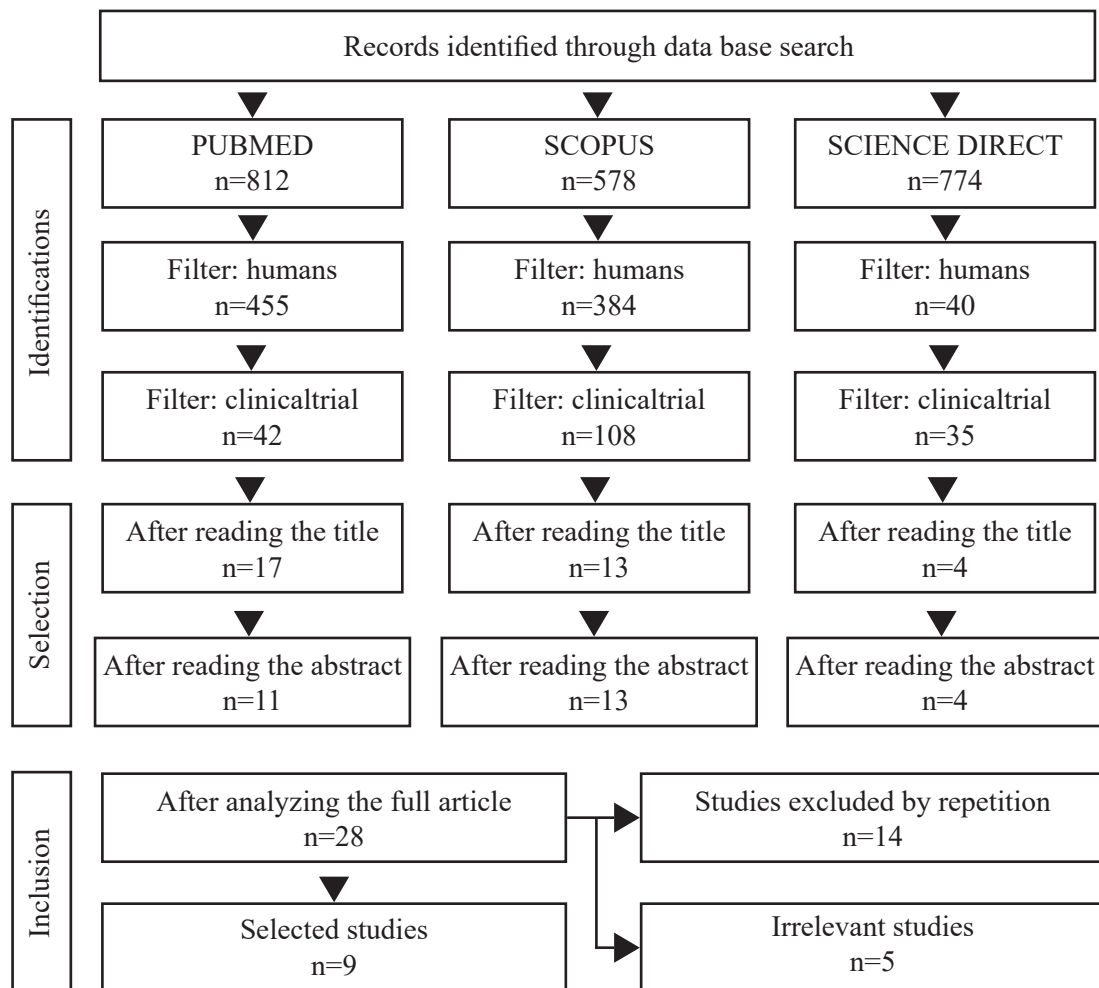 Records identified through data base search
Identifications
PUBMED
n=812
SCOPUS
n=578
SCIENCE DIRECT
n=774
Filter: humans
n=455
Filter: humans
n=384
Filter: humans
n=40
Filter: clinicaltrial
n=42
Filter: clinicaltrial
n=108
Filter: clinicaltrial
n=35
Selection
After reading the title
n=17
After reading the title
n=13
After reading the title
n=4
After reading the abstract
n=11
After reading the abstract
n=13
After reading the abstract
n=4
Inclusion
After analyzing the full article
n=28
Studies excluded by repetition
n=14
Selected studies
n=9
Irrelevant studies
n=5